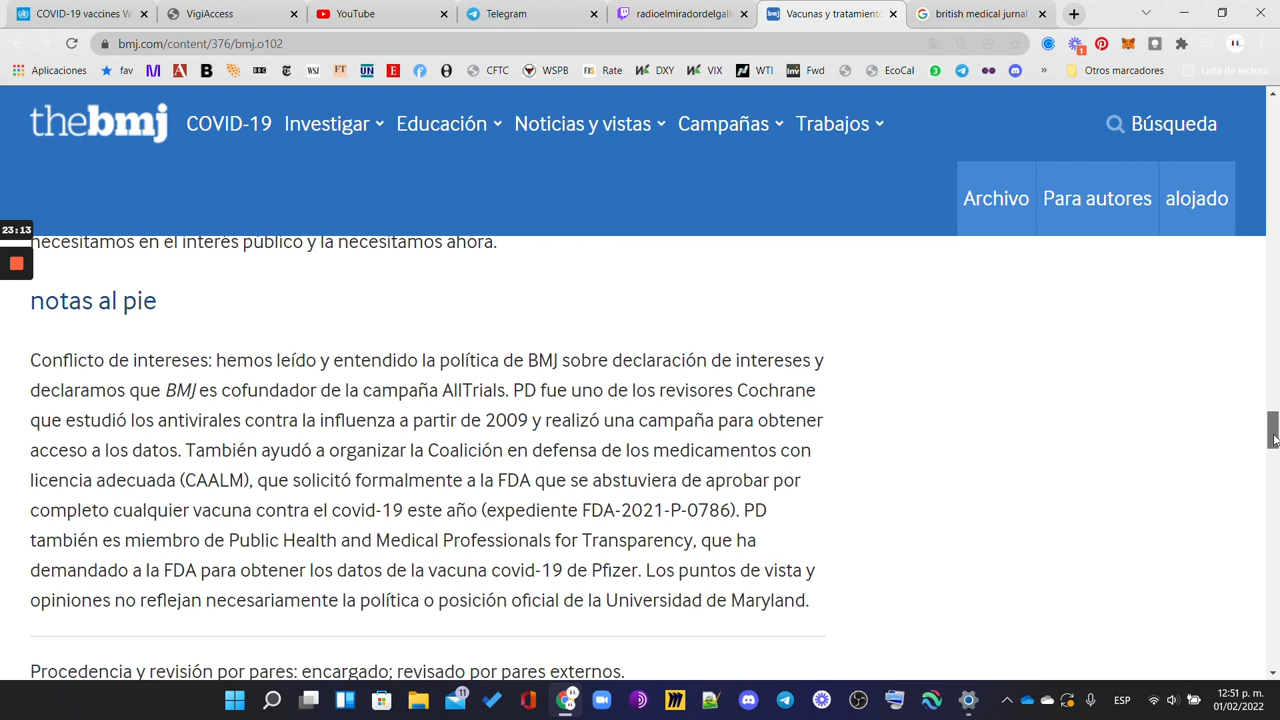 COVID-19 vaccines W
VigiAccess
YouTube
Telegram
radioelmiradordelgall
Vacunas y tratamiento
british medical jurnal
bmj.com/content/376/bmj.o102
1
Aplicaciones
fav
CFTC
WSPB
Rate
DXY
VIX
WTI
Fwd
EcoCal
Otros marcadores
Lista de lectura
thebmj COVID-19 Investigar Educación Noticias y vistas Campañas Trabajos Búsqueda
Archivo Para autores alojado
23:13
necesitamos en el interés público y la necesitamos ahora.
notas al pie
Conflicto de intereses: hemos leído y entendido la política de BMJ sobre declaración de intereses y
declaramos que BMJ es cofundador de la campaña AllTrials. PD fue uno de los revisores Cochrane
que estudió los antivirales contra la influenza a partir de 2009 y realizó una campaña para obtener
acceso a los datos. También ayudó a organizar la Coalición en defensa de los medicamentos con
licencia adecuada (CAALM), que solicitó formalmente a la FDA que se abstuviera de aprobar por
completo cualquier vacuna contra el covid-19 este año (expediente FDA-2021-P-0786). PD
también es miembro de Public Health and Medical Professionals for Transparency, que ha
demandado a la FDA para obtener los datos de la vacuna covid-19 de Pfizer. Los puntos de vista y
opiniones no reflejan necesariamente la política o posición oficial de la Universidad de Maryland.
Procedencia y revisión por pares: encargado; revisado por pares externos.
11
ESP
12:51 p. m.
01/02/2022